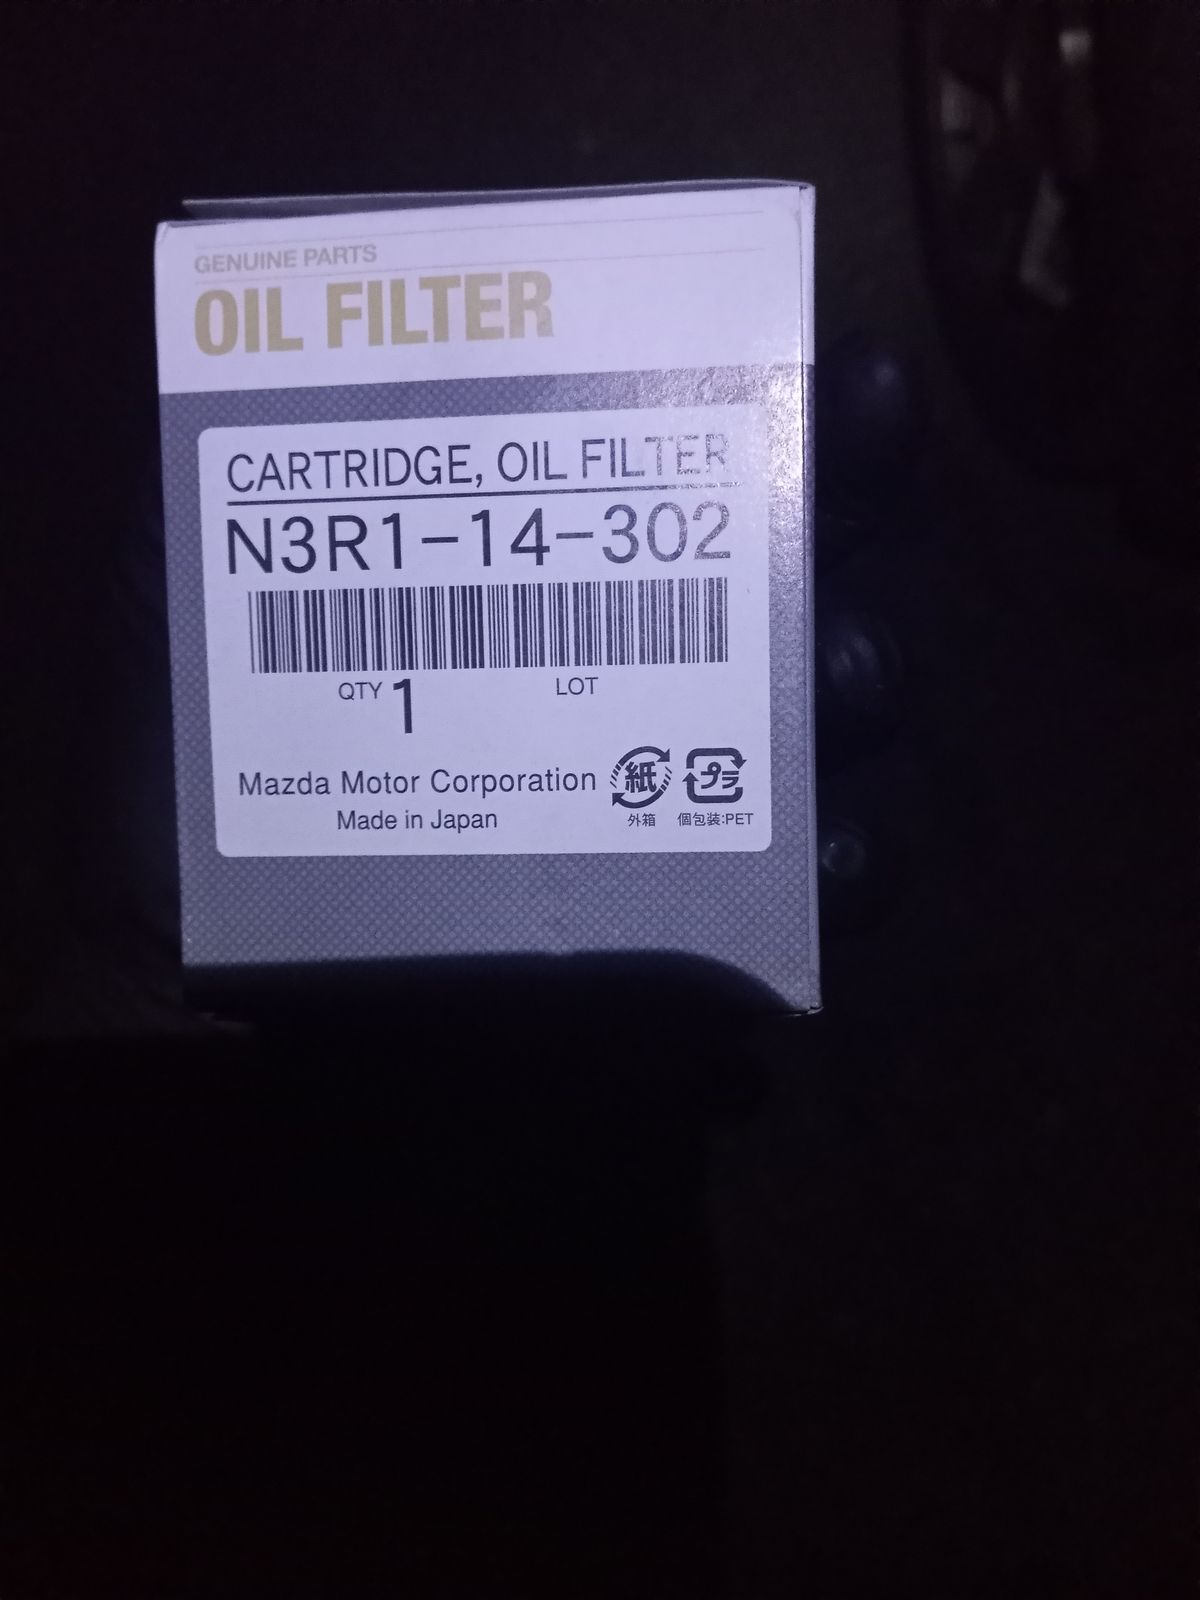 GENUINE PARTS
OIL FILTER
CARTRIDGE, OIL FILTER
N3R1-14-302
QTY 1 LOT
Mazda Motor Corporation
Made in Japan
紙 プラ
外箱 個包装:PET